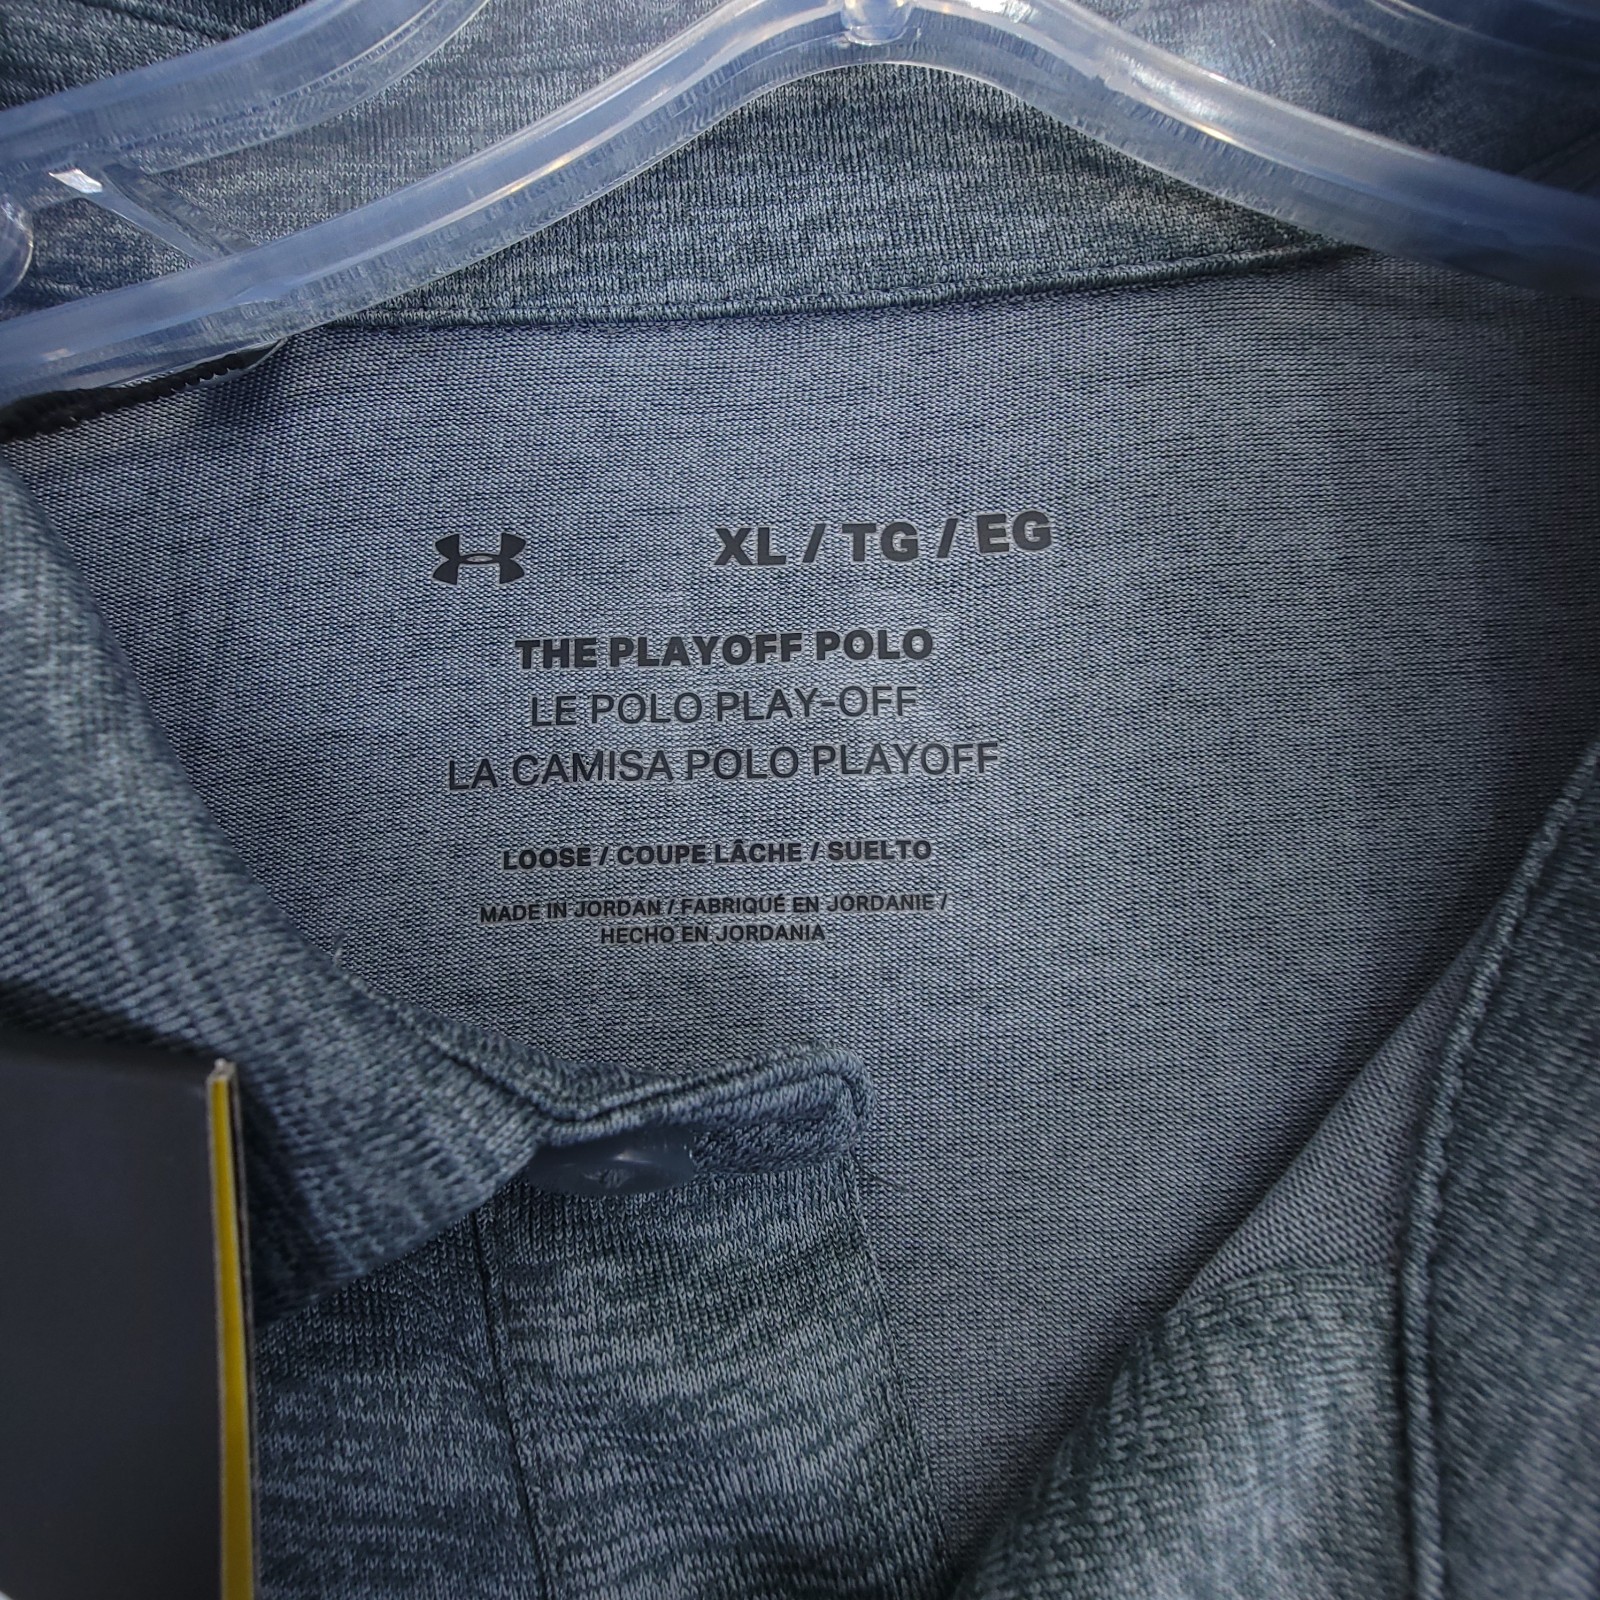 XL / TG / EG
THE PLAYOFF POLO
LE POLO PLAY-OFF
LA CAMISA POLO PLAYOFF
LOOSE / COUPE LÂCHE / SUELTO
MADE IN JORDAN / FABRIQUÉ EN JORDANIE /
HECHO EN JORDANIA